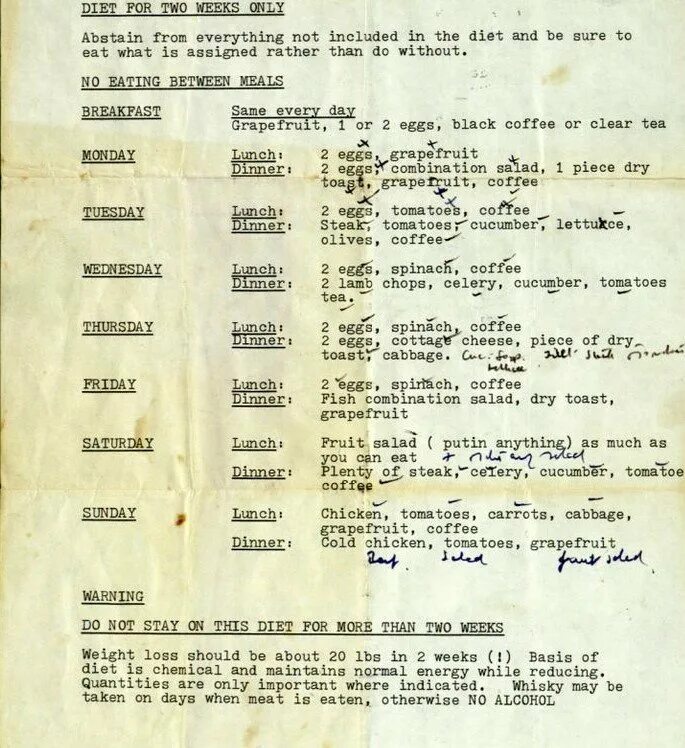 DIET FOR TWO WEEKS ONLY
Abstain from everything not included in the diet and be sure to
eat what is assigned rather than do without.
NO EATING BETWEEN MEALS
BREAKFAST Same every day
Grapefruit, 1 or 2 eggs, black coffee or clear tea
MONDAY Lunch: 2 eggs, grapefruit
Dinner: 2 eggs, combination salad, 1 piece dry
toast, grapefruit, coffee
TUESDAY Lunch: 2 eggs, tomatoes, coffee
Dinner: Steak, tomatoes, cucumber, lettuxce,
olives, coffee
WEDNESDAY Lunch: 2 eggs, spinach, coffee
Dinner: 2 lamb chops, celery, cucumber, tomatoes
tea.
THURSDAY Lunch: 2 eggs, spinach, coffee
Dinner: 2 eggs, cottage cheese, piece of dry
toast, cabbage.
FRIDAY Lunch: 2 eggs, spinach, coffee
Dinner: Fish combination salad, dry toast,
grapefruit
SATURDAY Lunch: Fruit salad ( putin anything) as much as
you can eat
Dinner: Plenty of steak, celery, cucumber, tomatoe
coffee
SUNDAY Lunch: Chicken, tomatoes, carrots, cabbage,
grapefruit, coffee
Dinner: Cold chicken, tomatoes, grapefruit
salad fruit salad
WARNING
DO NOT STAY ON THIS DIET FOR MORE THAN TWO WEEKS
Weight loss should be about 20 lbs in 2 weeks (!) Basis of
diet is chemical and maintains normal energy while reducing.
Quantities are only important where indicated. Whisky may be
taken on days when meat is eaten, otherwise NO ALCOHOL